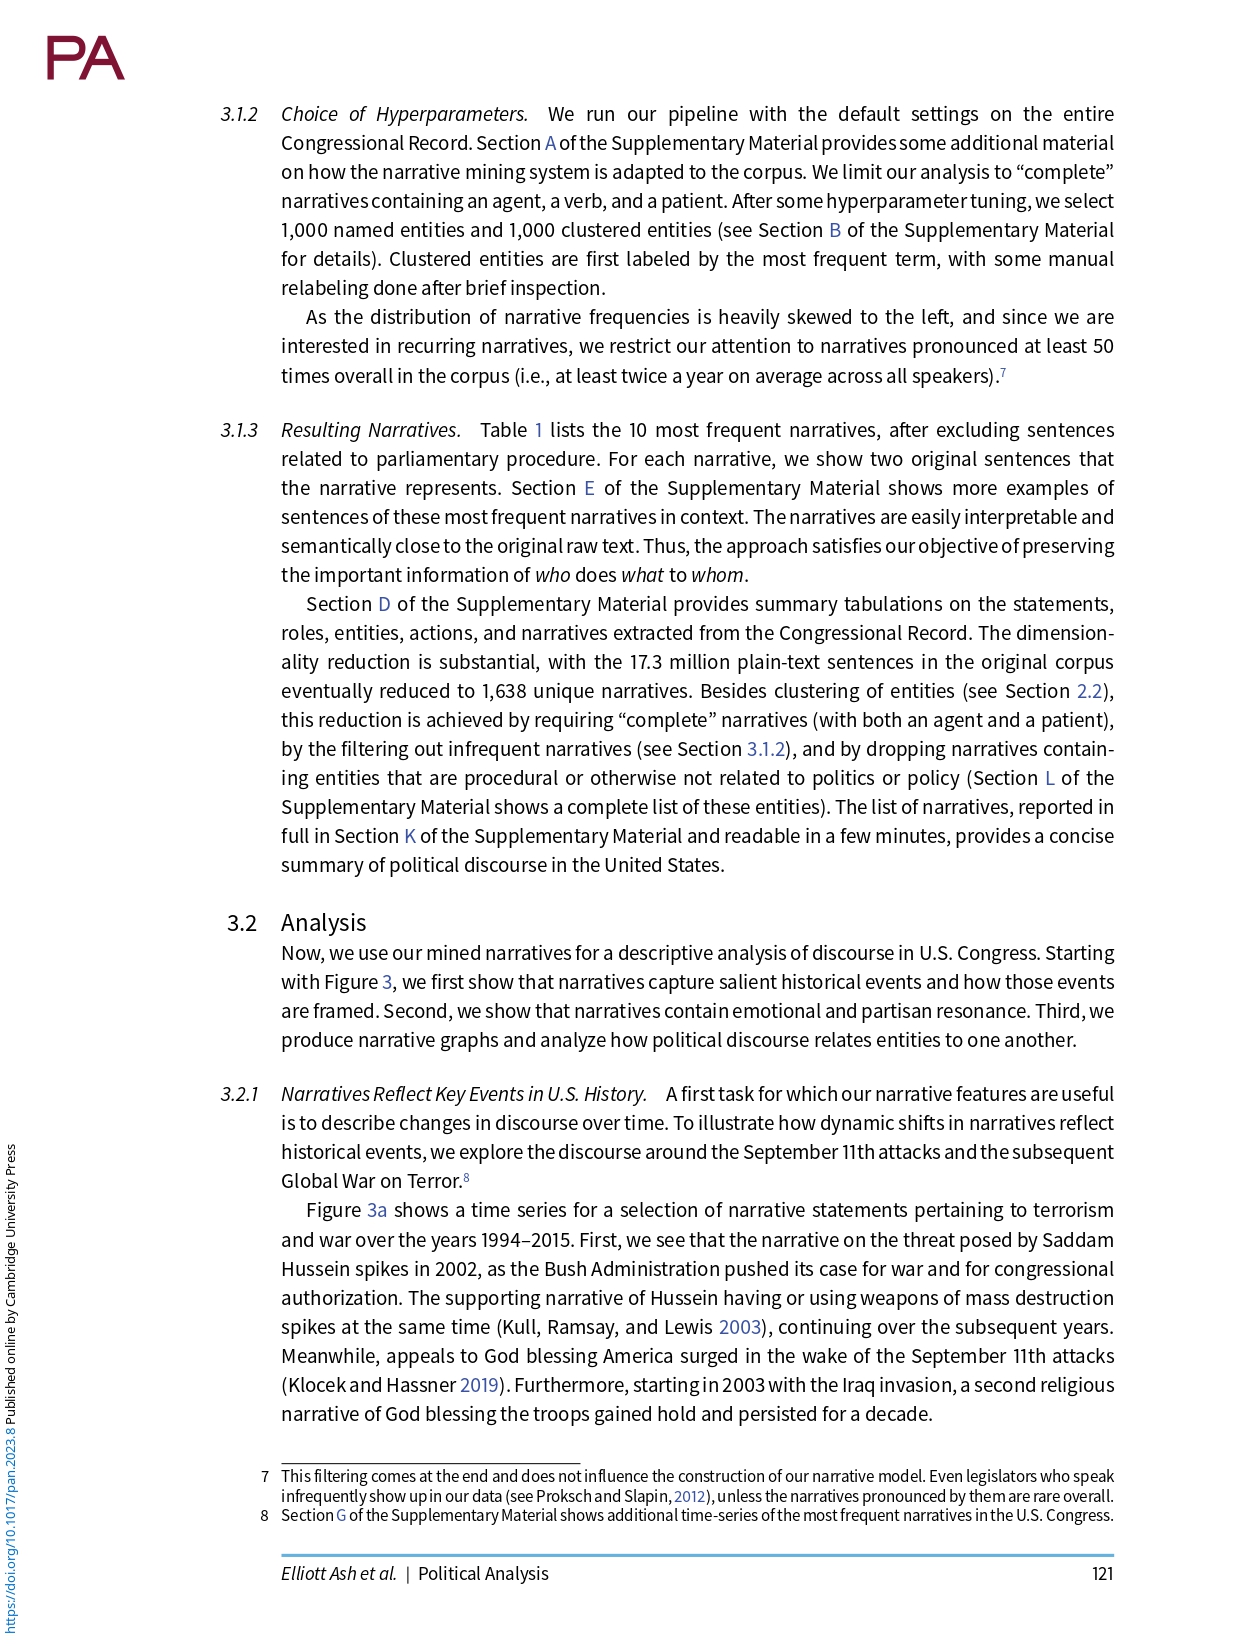 PA
3.1.2 Choice of Hyperparameters. We run our pipeline with the default settings on the entire
Congressional Record. Section A of the Supplementary Material provides some additional material
on how the narrative mining system is adapted to the corpus. We limit our analysis to “complete”
narratives containing an agent, a verb, and a patient. After some hyperparameter tuning, we select
1,000 named entities and 1,000 clustered entities (see Section B of the Supplementary Material
for details). Clustered entities are first labeled by the most frequent term, with some manual
relabeling done after brief inspection.
As the distribution of narrative frequencies is heavily skewed to the left, and since we are
interested in recurring narratives, we restrict our attention to narratives pronounced at least 50
times overall in the corpus (i.e., at least twice a year on average across all speakers).7
3.1.3 Resulting Narratives. Table 1 lists the 10 most frequent narratives, after excluding sentences
related to parliamentary procedure. For each narrative, we show two original sentences that
the narrative represents. Section E of the Supplementary Material shows more examples of
sentences of these most frequent narratives in context. The narratives are easily interpretable and
semantically close to the original raw text. Thus, the approach satisfies our objective of preserving
the important information of who does what to whom.
Section D of the Supplementary Material provides summary tabulations on the statements,
roles, entities, actions, and narratives extracted from the Congressional Record. The dimension-
ality reduction is substantial, with the 17.3 million plain-text sentences in the original corpus
eventually reduced to 1,638 unique narratives. Besides clustering of entities (see Section 2.2),
this reduction is achieved by requiring “complete” narratives (with both an agent and a patient),
by the filtering out infrequent narratives (see Section 3.1.2), and by dropping narratives contain-
ing entities that are procedural or otherwise not related to politics or policy (Section L of the
Supplementary Material shows a complete list of these entities). The list of narratives, reported in
full in Section K of the Supplementary Material and readable in a few minutes, provides a concise
summary of political discourse in the United States.
3.2 Analysis
Now, we use our mined narratives for a descriptive analysis of discourse in U.S. Congress. Starting
with Figure 3, we first show that narratives capture salient historical events and how those events
are framed. Second, we show that narratives contain emotional and partisan resonance. Third, we
produce narrative graphs and analyze how political discourse relates entities to one another.
3.2.1 Narratives Reflect Key Events in U.S. History. A first task for which our narrative features are useful
is to describe changes in discourse over time. To illustrate how dynamic shifts in narratives reflect
historical events, we explore the discourse around the September 11th attacks and the subsequent
Global War on Terror.8
Figure 3a shows a time series for a selection of narrative statements pertaining to terrorism
and war over the years 1994–2015. First, we see that the narrative on the threat posed by Saddam
Hussein spikes in 2002, as the Bush Administration pushed its case for war and for congressional
authorization. The supporting narrative of Hussein having or using weapons of mass destruction
spikes at the same time (Kull, Ramsay, and Lewis 2003), continuing over the subsequent years.
Meanwhile, appeals to God blessing America surged in the wake of the September 11th attacks
(Klocek and Hassner 2019). Furthermore, starting in 2003 with the Iraq invasion, a second religious
narrative of God blessing the troops gained hold and persisted for a decade.
7 This filtering comes at the end and does not influence the construction of our narrative model. Even legislators who speak
infrequently show up in our data (see Proksch and Slapin, 2012), unless the narratives pronounced by them are rare overall.
8 Section G of the Supplementary Material shows additional time-series of the most frequent narratives in the U.S. Congress.
Elliott Ash et al. | Political Analysis 121
https://doi.org/10.1017/pan.2023.8 Published online by Cambridge University Press